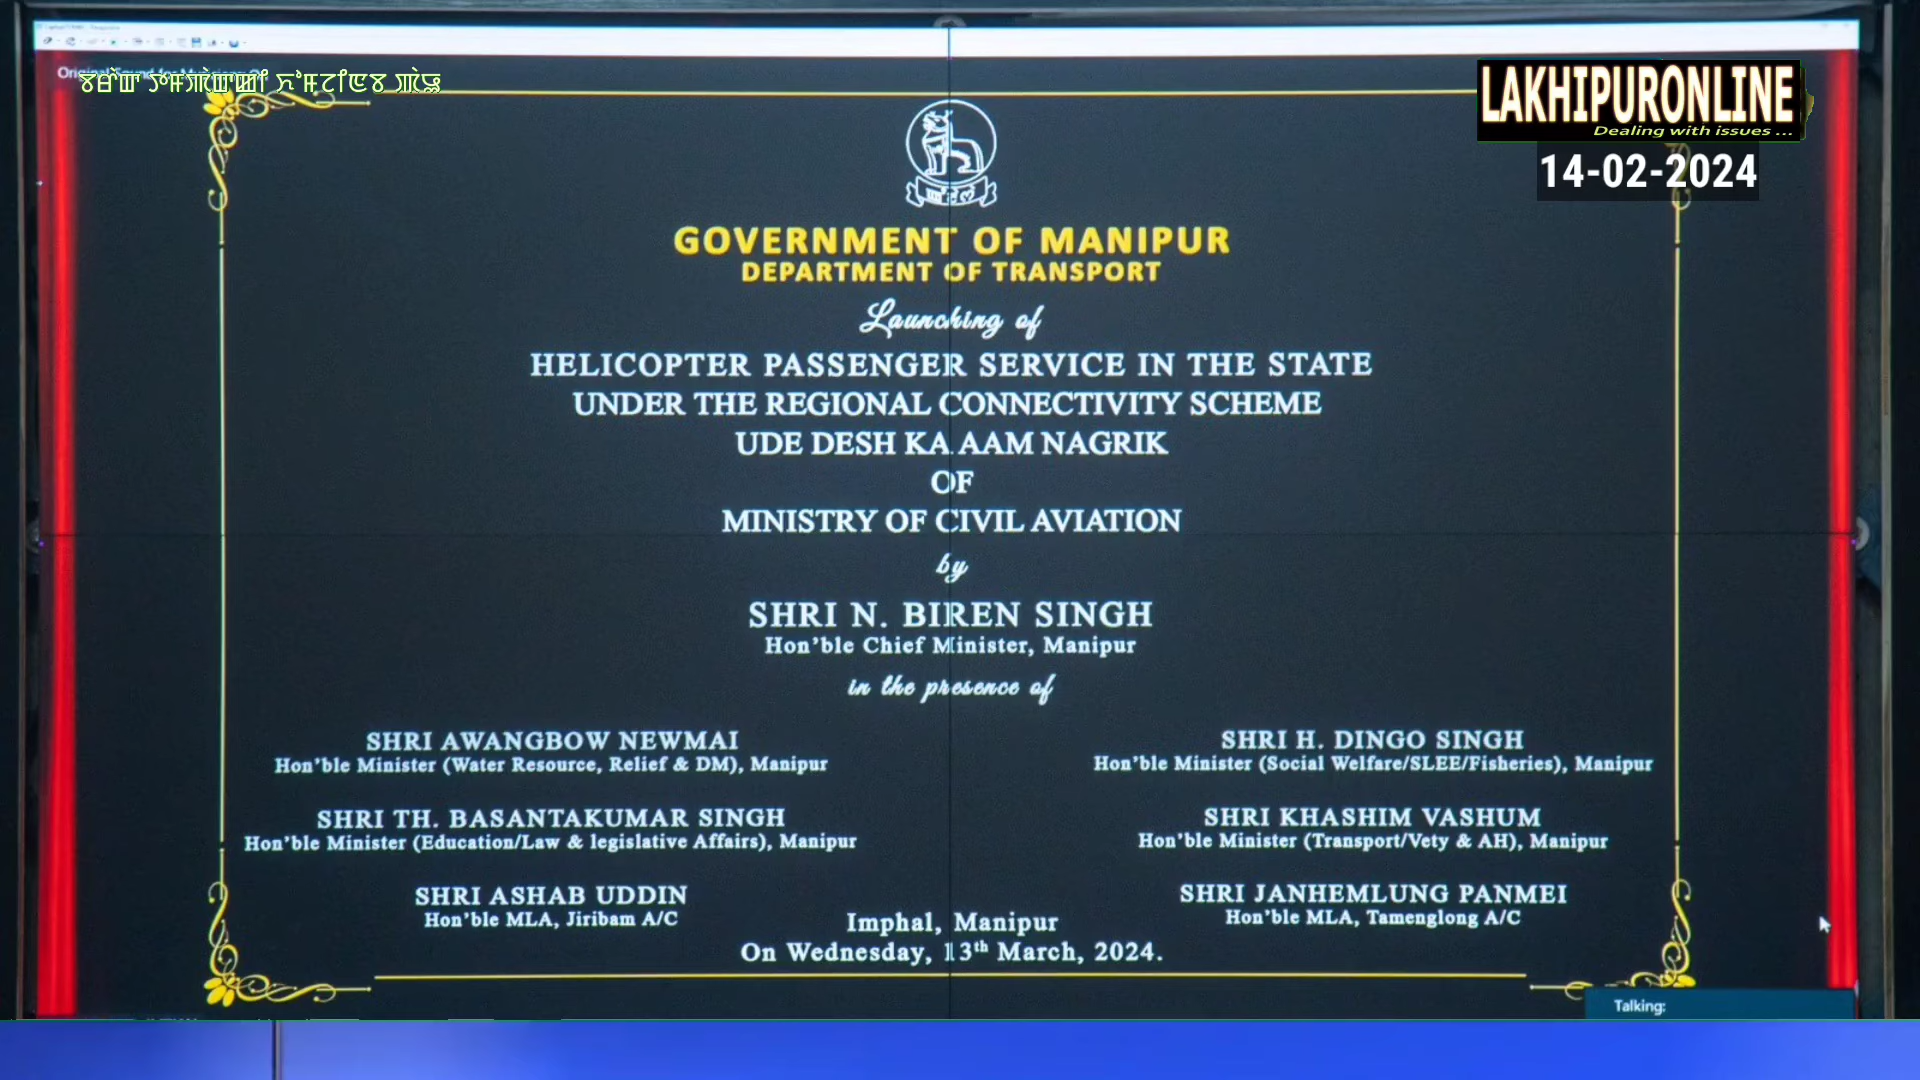 LAKHIPURONLINE
Dealing with issues ...
14-02-2024
GOVERNMENT OF MANIPUR
DEPARTMENT OF TRANSPORT
Launching of
HELICOPTER PASSENGER SERVICE IN THE STATE
UNDER THE REGIONAL CONNECTIVITY SCHEME
UDE DESH KA AAM NAGRIK
OF
MINISTRY OF CIVIL AVIATION
by
SHRI N. BIREN SINGH
Hon'ble Chief Minister, Manipur
in the presence of
SHRI AWANGBOW NEWMAI
Hon'ble Minister (Water Resource, Relief & DM), Manipur
SHRI H. DINGO SINGH
Hon'ble Minister (Social Welfare/SLEE/Fisheries), Manipur
SHRI TH. BASANTAKUMAR SINGH
Hon'ble Minister (Education/Law & legislative Affairs), Manipur
SHRI KHASHIM VASHUM
Hon'ble Minister (Transport/Vety & AH), Manipur
SHRI ASHAB UDDIN
Hon'ble MLA, Jiribam A/C
SHRI JANHEMLUNG PANMEI
Hon'ble MLA, Tamenglong A/C
Imphal, Manipur
On Wednesday, 13th March, 2024.
Talking: